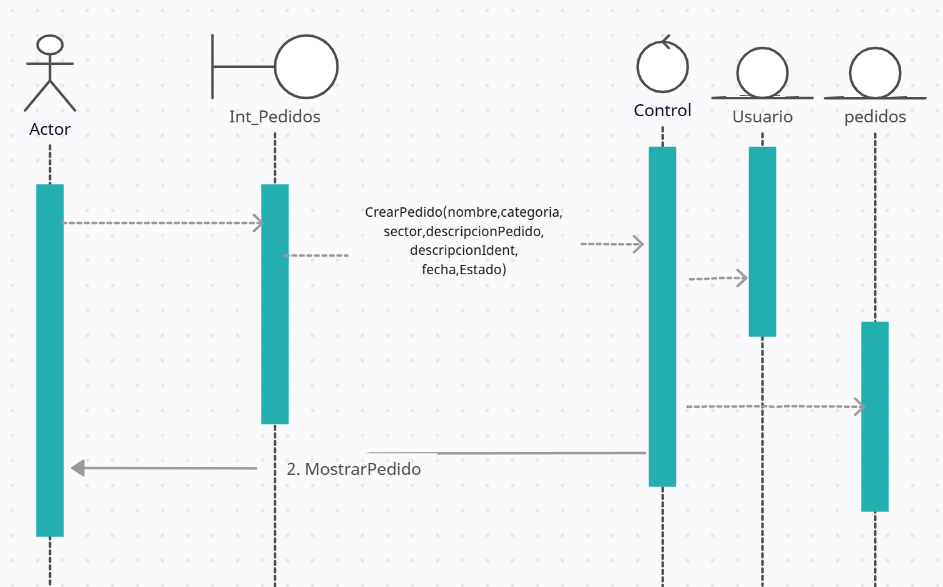 Actor
Int_Pedidos
Control
Usuario
pedidos
CrearPedido(nombre,categoria,
sector,descripcionPedido,
descripcionIdent,
fecha,Estado)
2. MostrarPedido